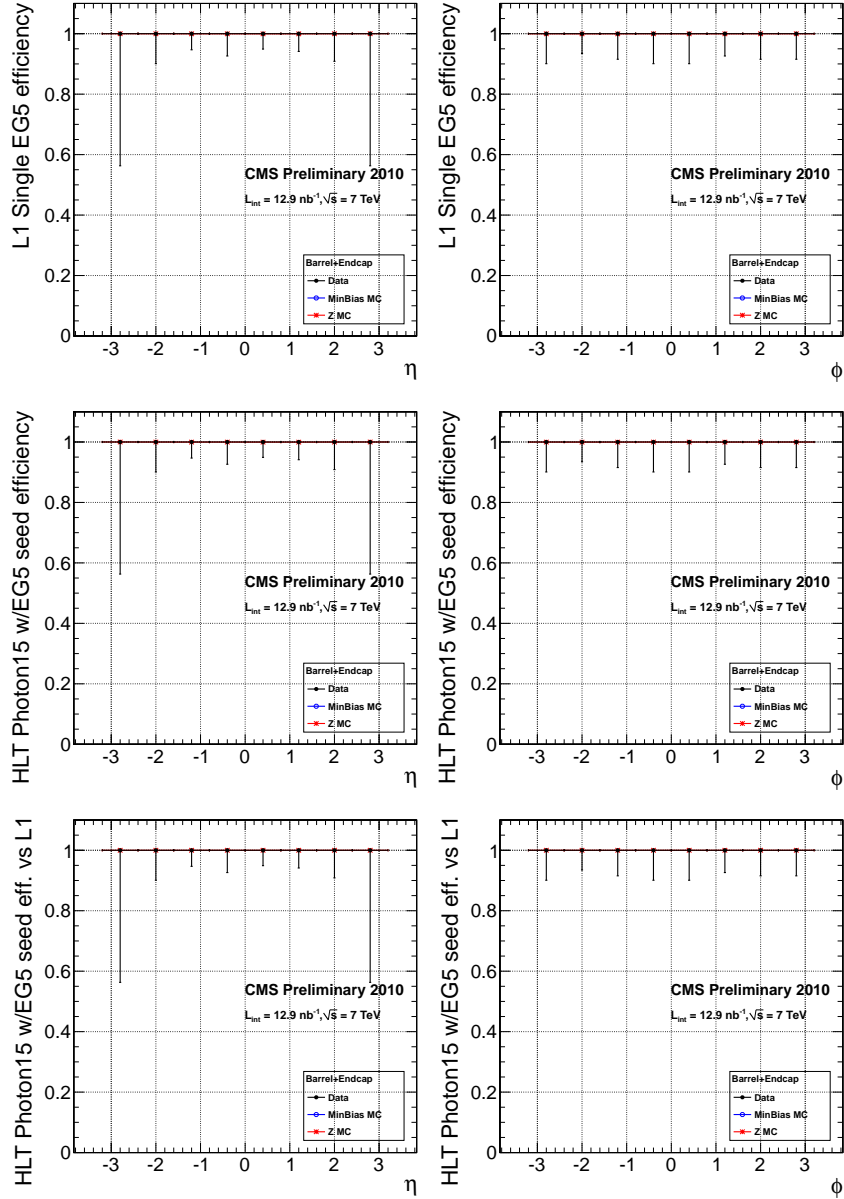 L1 Single EG5 efficiency
1
0.8
0.6
0.4
0.2
0
CMS Preliminary 2010
L_int = 12.9 nb⁻¹,√s = 7 TeV
Barrel+Endcap
Data
MinBias MC
Z MC
-3 -2 -1 0 1 2 3
η
L1 Single EG5 efficiency
1
0.8
0.6
0.4
0.2
0
CMS Preliminary 2010
L_int = 12.9 nb⁻¹,√s = 7 TeV
Barrel+Endcap
Data
MinBias MC
Z MC
-3 -2 -1 0 1 2 3
ϕ
HLT Photon15 w/EG5 seed efficiency
1
0.8
0.6
0.4
0.2
0
CMS Preliminary 2010
L_int = 12.9 nb⁻¹,√s = 7 TeV
Barrel+Endcap
Data
MinBias MC
Z MC
-3 -2 -1 0 1 2 3
η
HLT Photon15 w/EG5 seed efficiency
1
0.8
0.6
0.4
0.2
0
CMS Preliminary 2010
L_int = 12.9 nb⁻¹,√s = 7 TeV
Barrel+Endcap
Data
MinBias MC
Z MC
-3 -2 -1 0 1 2 3
ϕ
HLT Photon15 w/EG5 seed eff. vs L1
1
0.8
0.6
0.4
0.2
0
CMS Preliminary 2010
L_int = 12.9 nb⁻¹,√s = 7 TeV
Barrel+Endcap
Data
MinBias MC
Z MC
-3 -2 -1 0 1 2 3
η
HLT Photon15 w/EG5 seed eff. vs L1
1
0.8
0.6
0.4
0.2
0
CMS Preliminary 2010
L_int = 12.9 nb⁻¹,√s = 7 TeV
Barrel+Endcap
Data
MinBias MC
Z MC
-3 -2 -1 0 1 2 3
ϕ